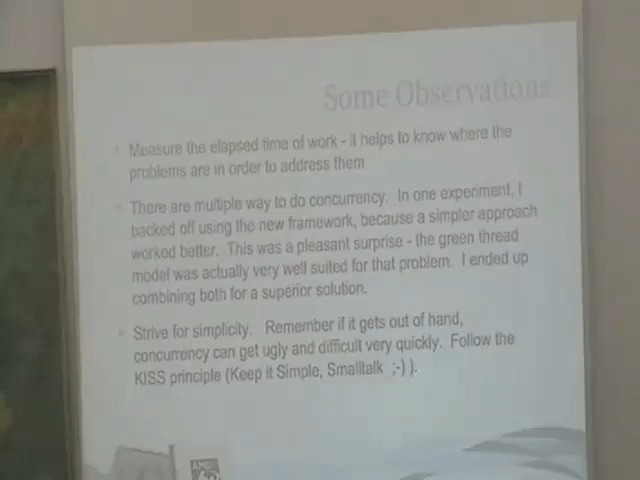 Some Observations
Measure the elapsed time of work - it helps to know where the
problems are in order to address them
There are multiple way to do concurrency. In one experiment, I
backed off using the new framework, because a simpler approach
worked better. This was a pleasant surprise - the green thread
model was actually very well suited for that problem. I ended up
combining both for a superior solution.
Strive for simplicity. Remember if it gets out of hand,
concurrency can get ugly and difficult very quickly. Follow the
KISS principle (Keep it Simple, Smalltalk ;-) ).